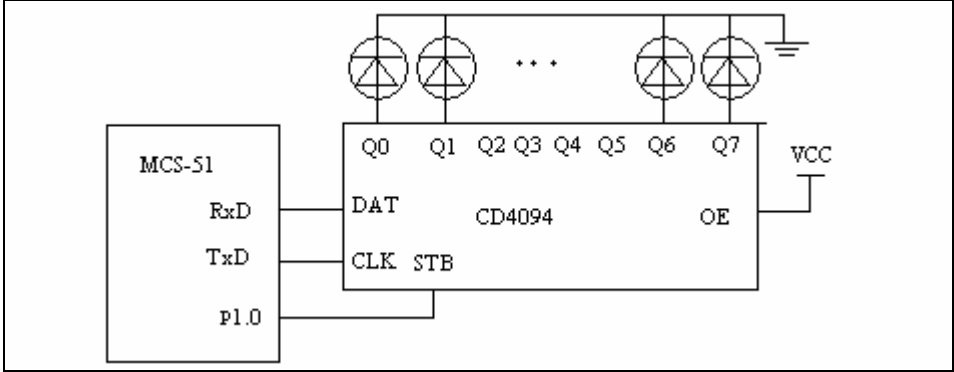 Q0 Q1 Q2 Q3 Q4 Q5 Q6 Q7
VCC
MCS-51
RxD
DAT
CD4094
OE
TxD
CLK STB
P1.0